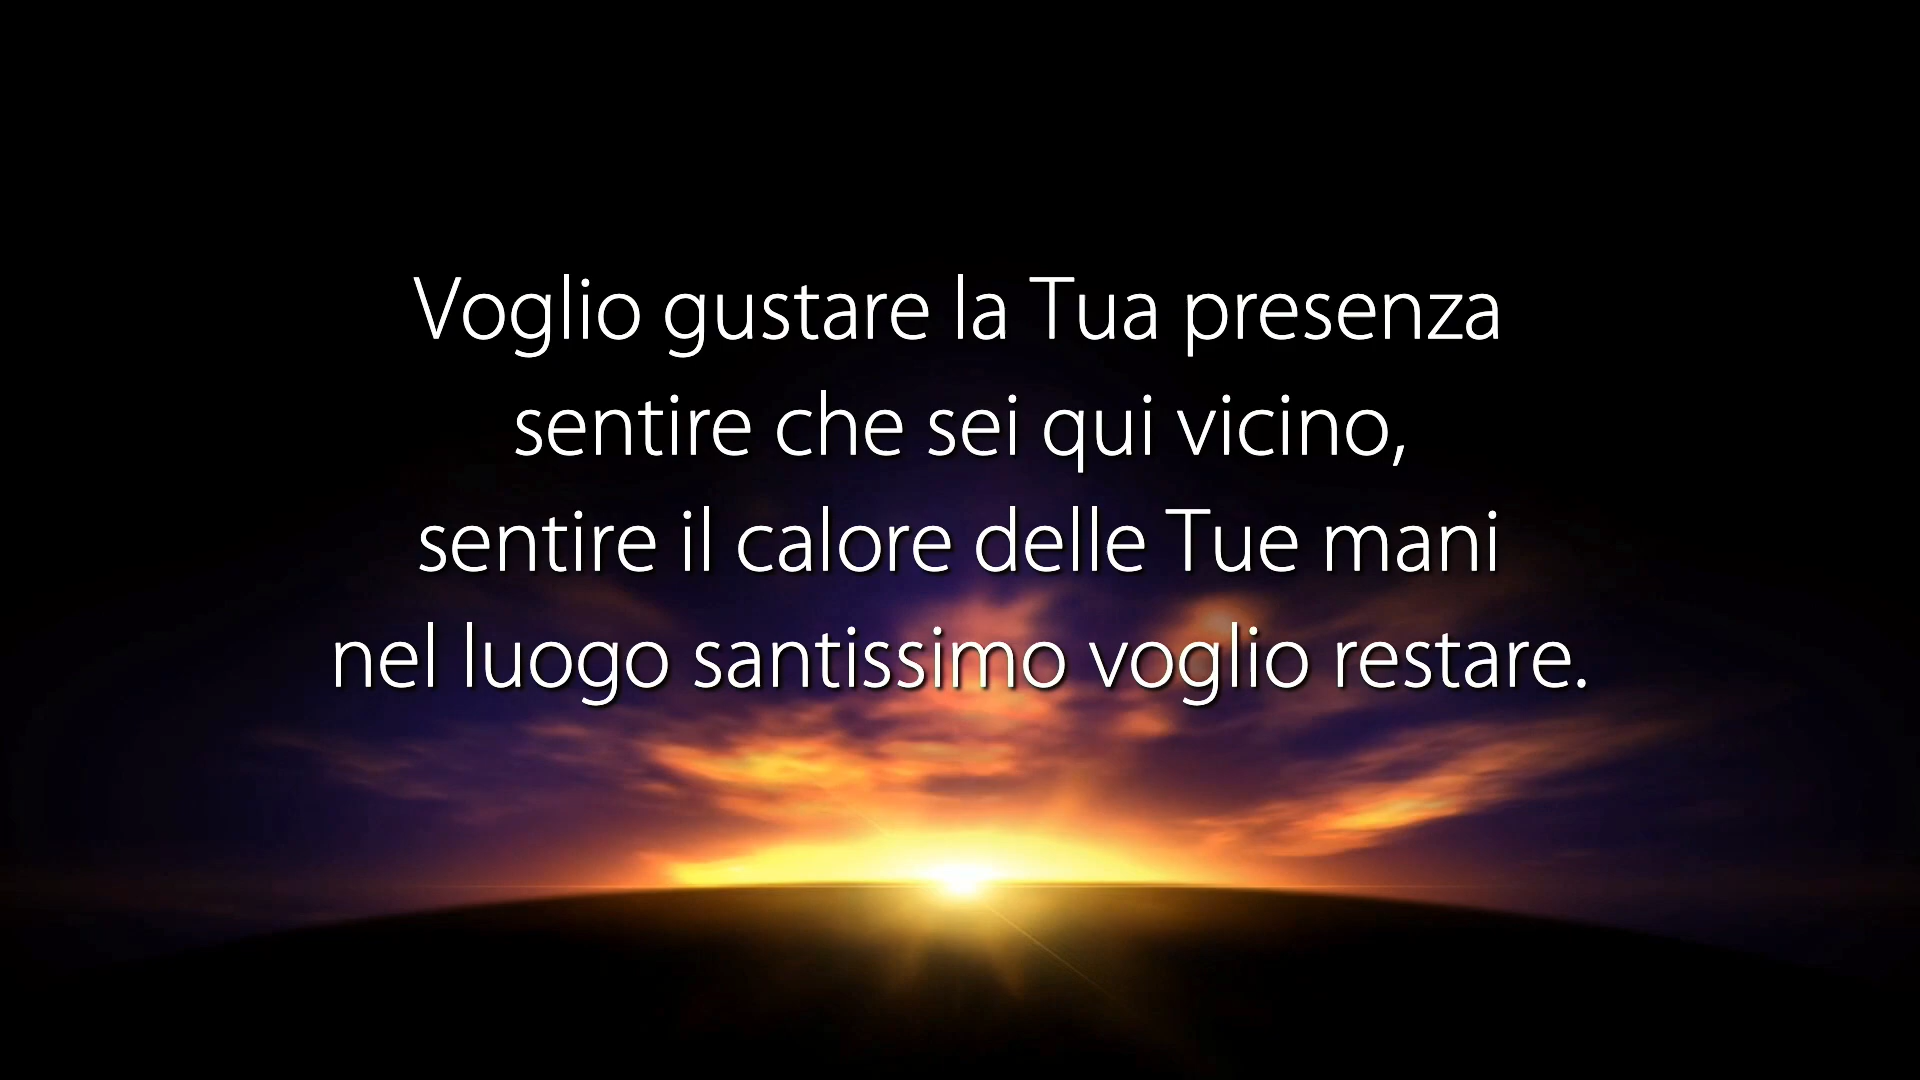 Voglio gustare la Tua presenza
sentire che sei qui vicino,
sentire il calore delle Tue mani
nel luogo santissimo voglio restare.